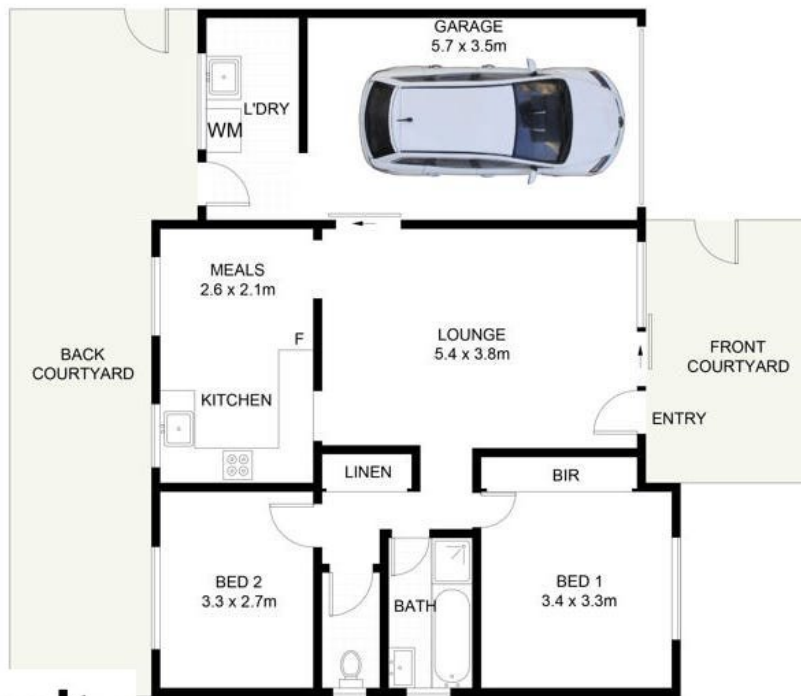 GARAGE
5.7 x 3.5m
L'DRY
WM
MEALS
2.6 x 2.1m
F
KITCHEN
LOUNGE
5.4 x 3.8m
BACK
COURTYARD
FRONT
COURTYARD
ENTRY
LINEN
BIR
BED 2
3.3 x 2.7m
BATH
BED 1
3.4 x 3.3m